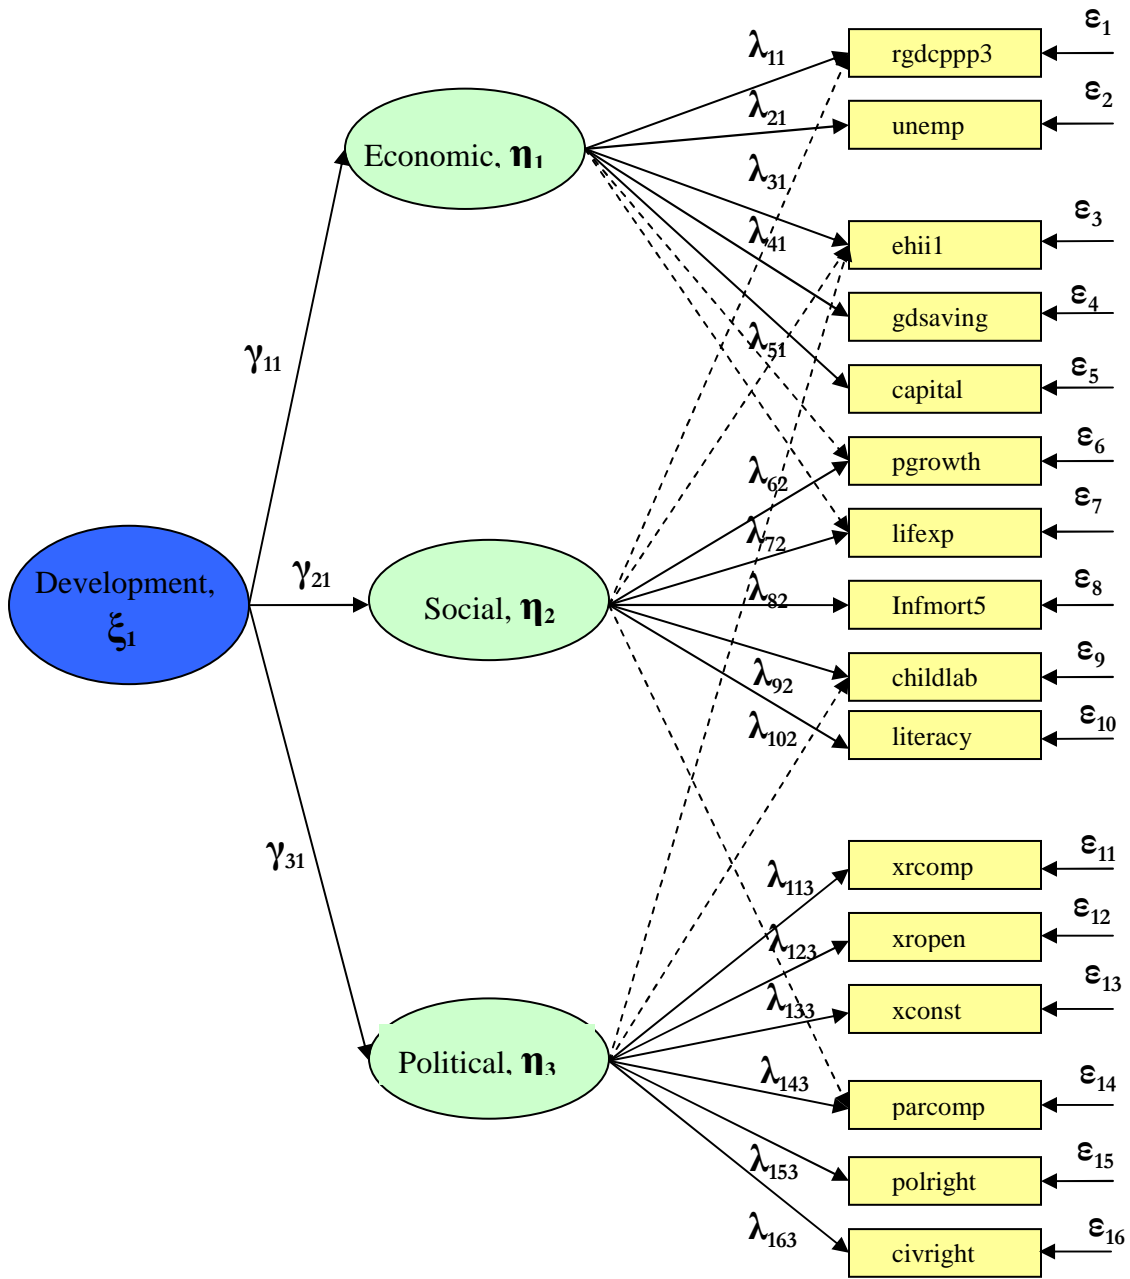 ε₁
λ₁₁
rgdcppp3
ε₂
λ₂₁
unemp
Economic, η₁
λ₃₁
ε₃
λ₄₁
ehii1
ε₄
gdsaving
λ₅₁
γ₁₁
ε₅
capital
ε₆
pgrowth
λ₆₂
ε₇
λ₇₂
lifexp
γ₂₁
ε₈
Development,
ξ₁
Social, η₂
λ₈₂
Infmort5
ε₉
λ₉₂
childlab
ε₁₀
λ₁₀₂
literacy
γ₃₁
ε₁₁
λ₁₁₃
xrcomp
ε₁₂
λ₁₂₃
xropen
ε₁₃
λ₁₃₃
xconst
Political, η₃
λ₁₄₃
ε₁₄
parcomp
ε₁₅
λ₁₅₃
polright
ε₁₆
λ₁₆₃
civright